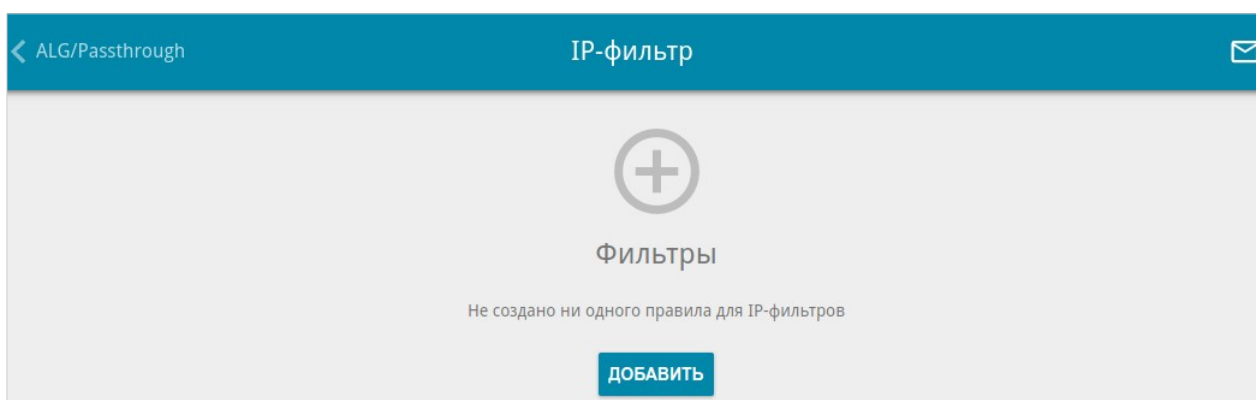 ALG/Passthrough
IP-фильтр
Фильтры
Не создано ни одного правила для IP-фильтров
ДОБАВИТЬ